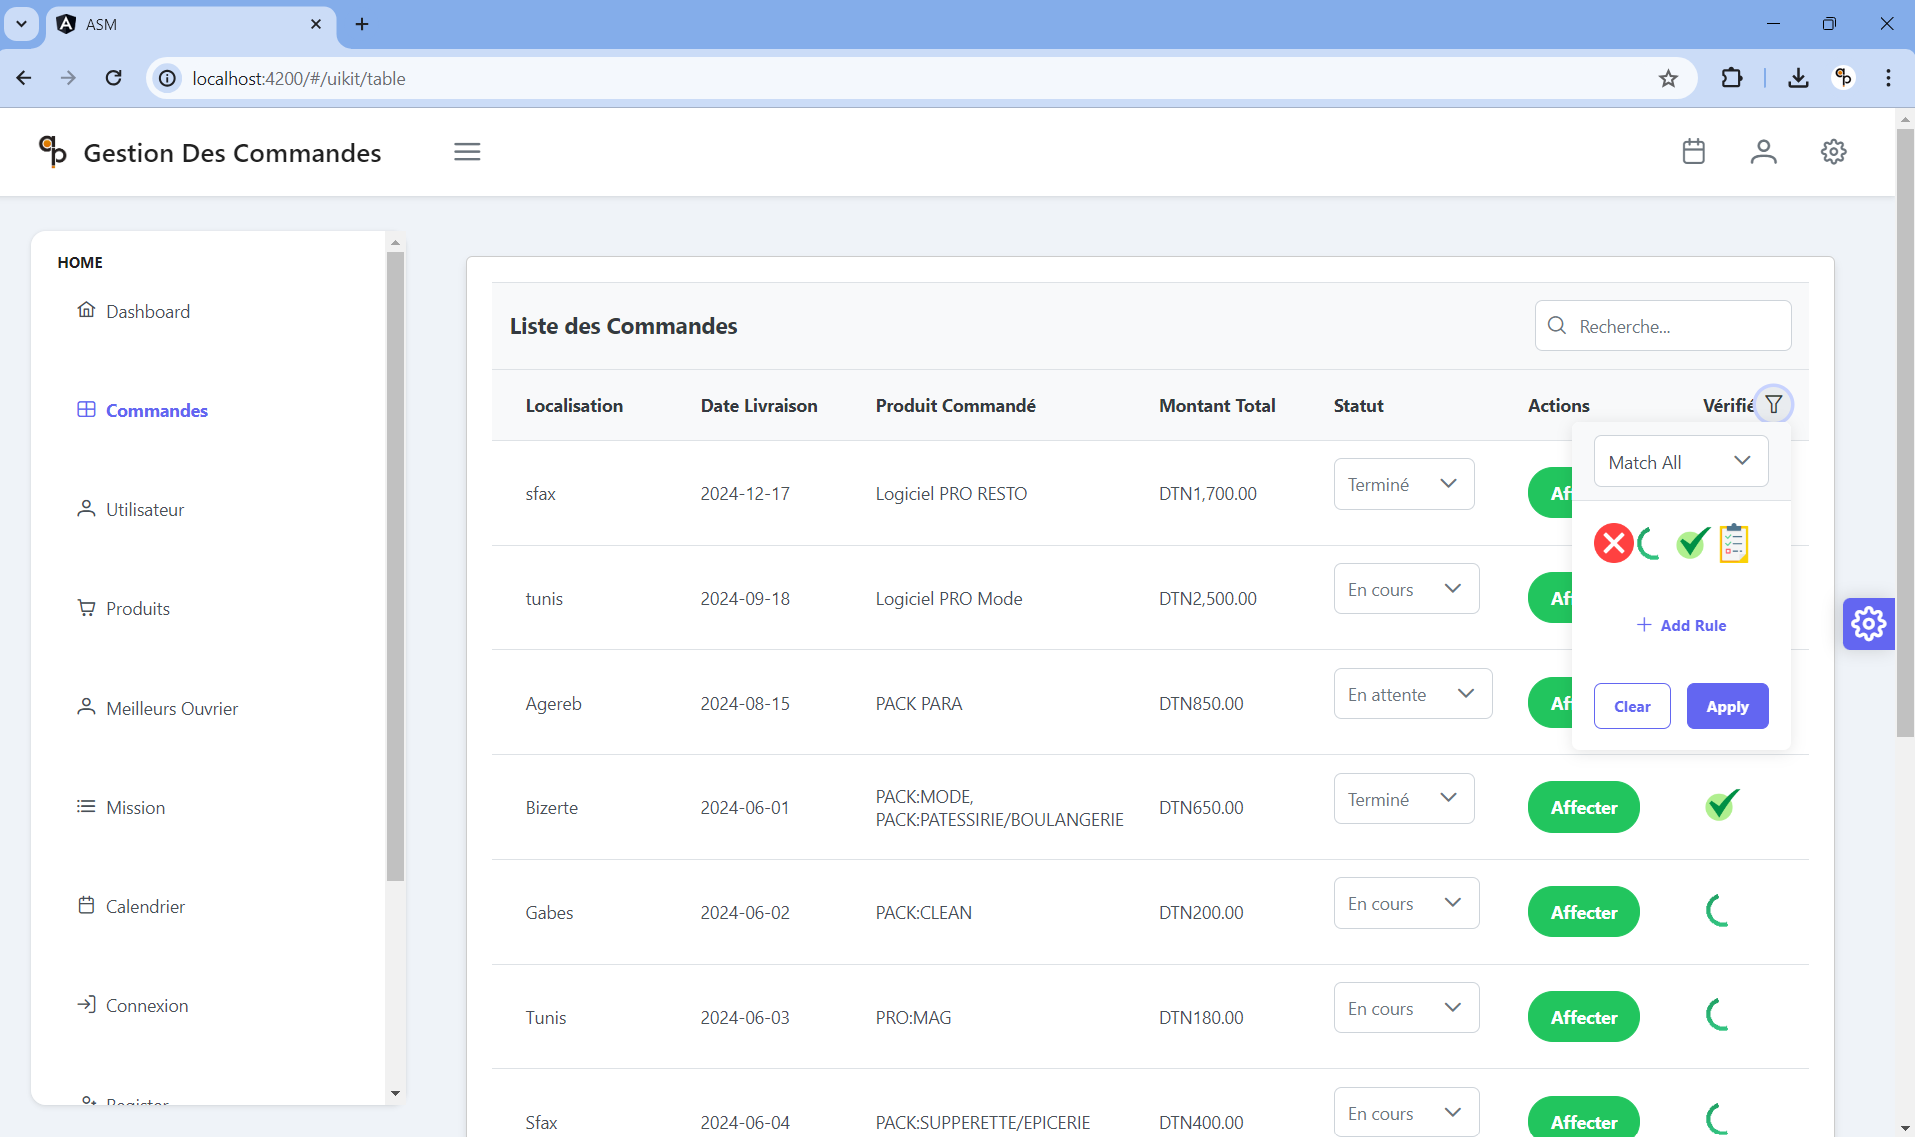 ASM
localhost:4200/#/uikit/table
Gestion Des Commandes
HOME
Dashboard
Commandes
Utilisateur
Produits
Meilleurs Ouvrier
Mission
Calendrier
Connexion
Register
Liste des Commandes
Recherche...
Localisation Date Livraison Produit Commandé Montant Total Statut Actions Vérifié
Match All
sfax 2024-12-17 Logiciel PRO RESTO DTN1,700.00 Terminé Af
tunis 2024-09-18 Logiciel PRO Mode DTN2,500.00 En cours Af
+ Add Rule
Agereb 2024-08-15 PACK PARA DTN850.00 En attente Af
Clear Apply
Bizerte 2024-06-01 PACK:MODE,
PACK:PATESSIRIE/BOULANGERIE DTN650.00 Terminé Affecter
Gabes 2024-06-02 PACK:CLEAN DTN200.00 En cours Affecter
Tunis 2024-06-03 PRO:MAG DTN180.00 En cours Affecter
Sfax 2024-06-04 PACK:SUPPERETTE/EPICERIE DTN400.00 En cours Affecter